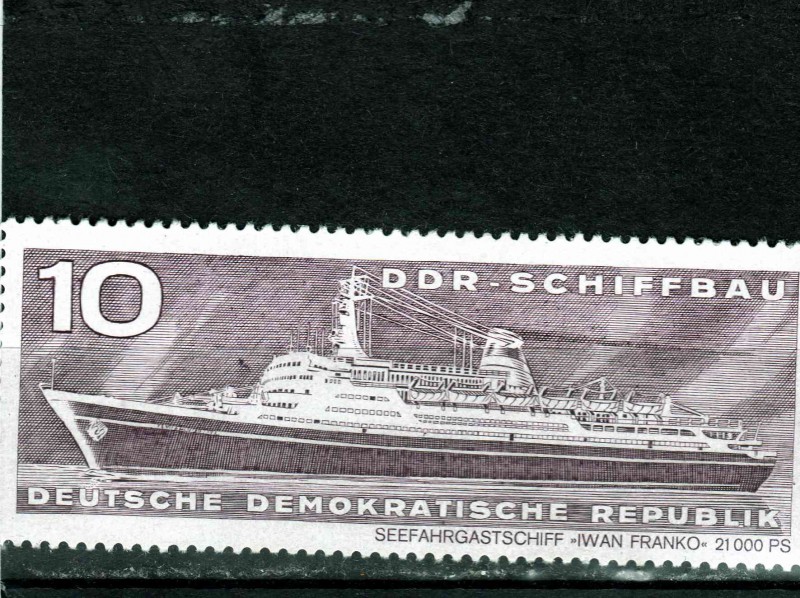 10
DDR-SCHIFFBAU
DEUTSCHE DEMOKRATISCHE REPUBLIK
SEEFAHRGASTSCHIFF »IWAN FRANKO« 21 000 PS